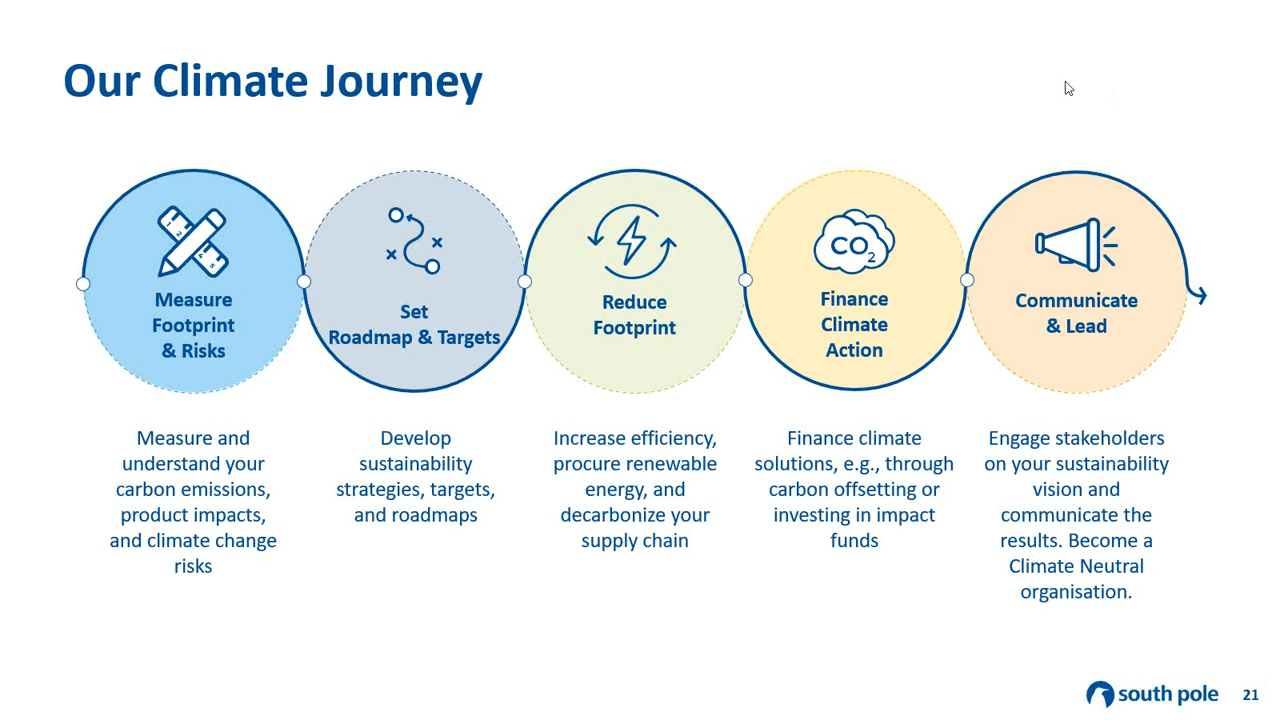 Our Climate Journey
Measure
Footprint
& Risks
Set
Roadmap & Targets
Reduce
Footprint
CO2
Finance
Climate
Action
Communicate
& Lead
Measure and
understand your
carbon emissions,
product impacts,
and climate change
risks
Develop
sustainability
strategies, targets,
and roadmaps
Increase efficiency,
procure renewable
energy, and
decarbonize your
supply chain
Finance climate
solutions, e.g., through
carbon offsetting or
investing in impact
funds
Engage stakeholders
on your sustainability
vision and
communicate the
results. Become a
Climate Neutral
organisation.
south pole
21